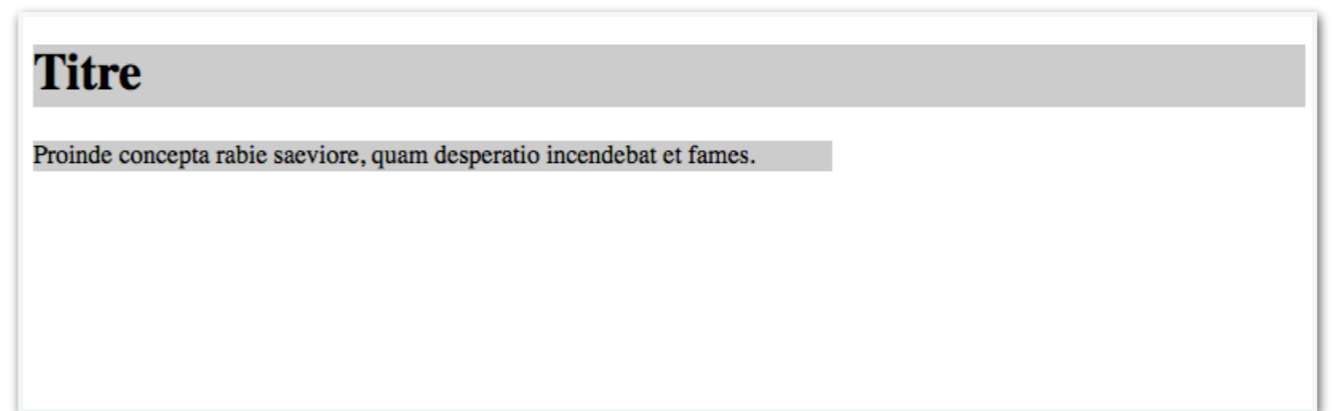 Titre
Proinde concepta rabie saeviore, quam desperatio incendebat et fames.